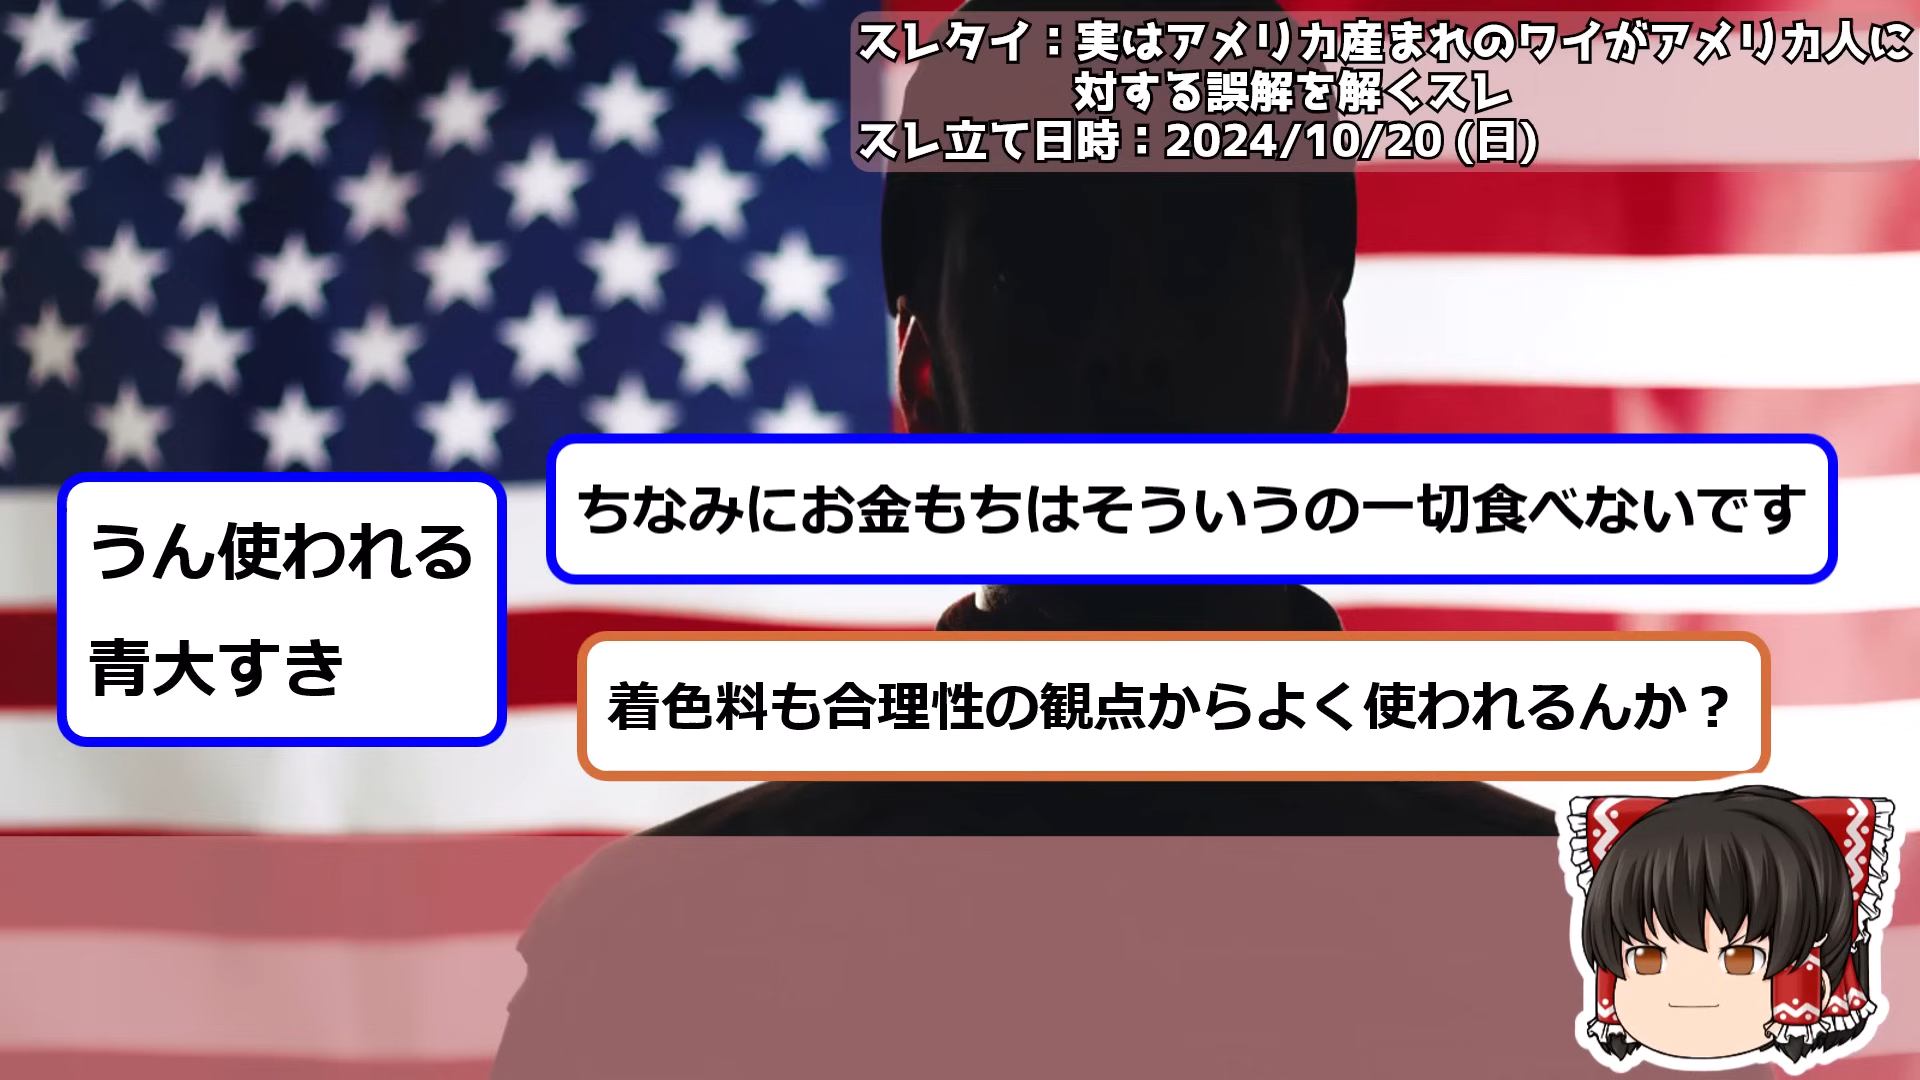 スレタイ：実はアメリカ産まれのワイがアメリカ人に
対する誤解を解くスレ
スレ立て日時：2024/10/20 (日)
ちなみにお金もちはそういうの一切食べないです
うん使われる
青大すき
着色料も合理性の観点からよく使われるんか？